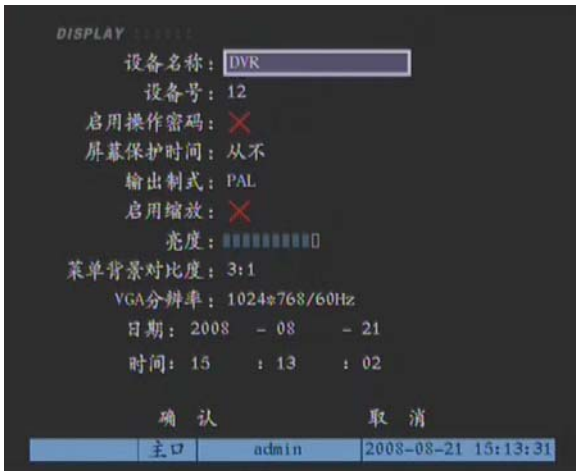 DISPLAY
设备名称： DVR
设备号： 12
启用操作密码：
屏幕保护时间： 从不
输出制式： PAL
启用缩放：
亮度：
菜单背景对比度： 3:1
VGA分辨率： 1024*768/60Hz
日期： 2008 - 08 - 21
时间： 15 : 13 : 02
确 认 取 消
主口 admin 2008-08-21 15:13:31